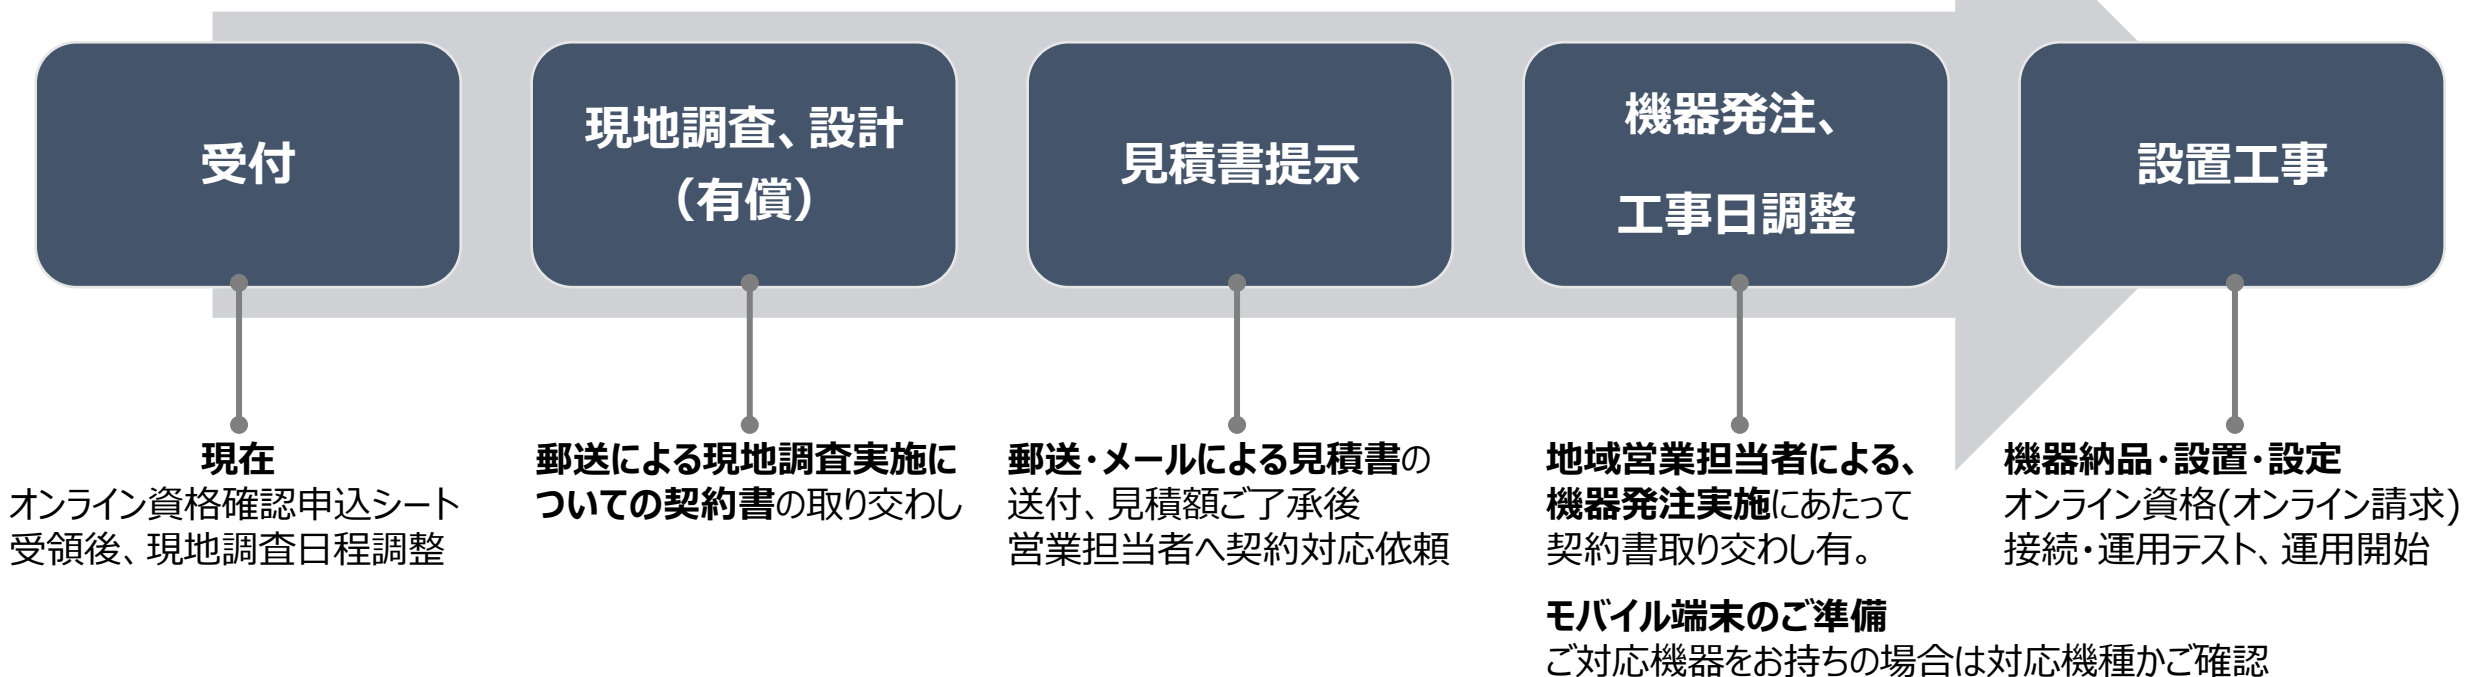 受付
現地調査、設計
（有償）
見積書提示
機器発注、
工事日調整
設置工事
現在
オンライン資格確認申込シート
受領後、現地調査日程調整
郵送による現地調査実施に
ついての契約書の取り交わし
郵送・メールによる見積書の
送付、見積額ご了承後
営業担当者へ契約対応依頼
地域営業担当者による、
機器発注実施にあたって
契約書取り交わし有。
モバイル端末のご準備
ご対応機器をお持ちの場合は対応機種かご確認
機器納品・設置・設定
オンライン資格(オンライン請求)
接続・運用テスト、運用開始